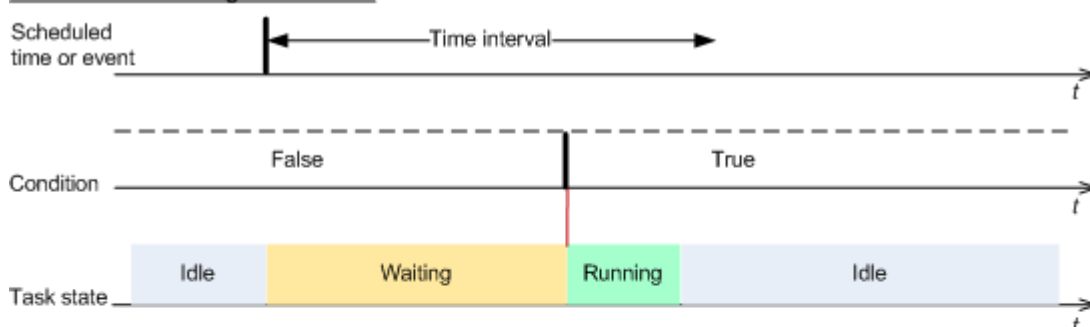 Scheduled
time or event
Time interval
t
False
True
Condition
t
Idle
Waiting
Running
Idle
Task state
t